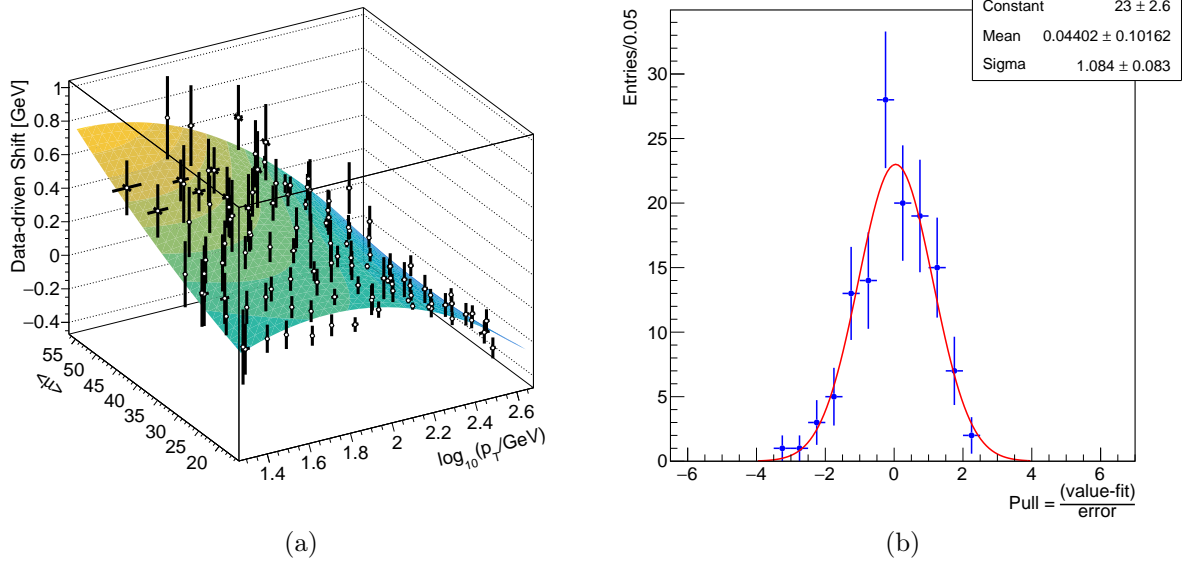 Data-driven Shift [GeV]
1
0.8
0.6
0.4
0.2
0
−0.2
−0.4
55
50
45
40
35
30
25
20
<μ>
1.4
1.6
1.8
2
2.2
2.4
2.6
log₁₀(p_T/GeV)
(a)
Constant 23 ± 2.6
Mean 0.04402 ± 0.10162
Sigma 1.084 ± 0.083
Entries/0.05
30
25
20
15
10
5
0
−6 −4 −2 0 2 4 6
Pull = (value-fit)
error
(b)